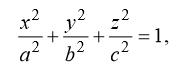 x²/a² + y²/b² + z²/c² = 1,